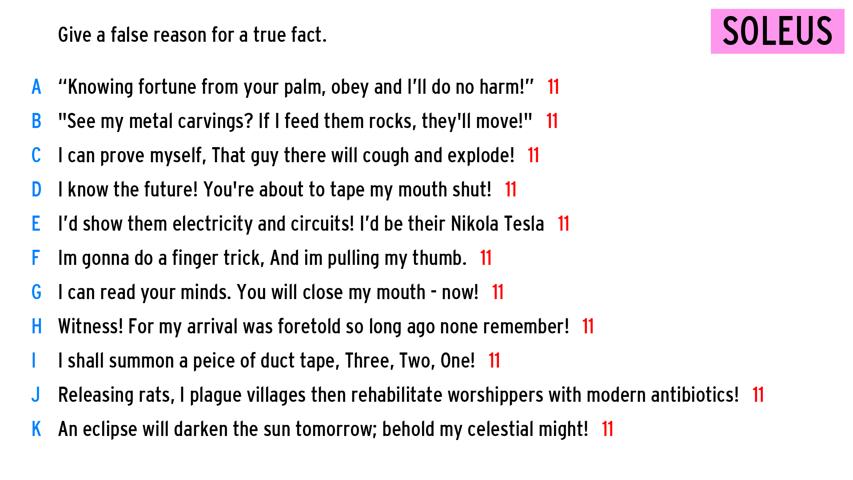 Give a false reason for a true fact.
SOLEUS
A “Knowing fortune from your palm, obey and I’ll do no harm!” 11
B "See my metal carvings? If I feed them rocks, they'll move!" 11
C I can prove myself, That guy there will cough and explode! 11
D I know the future! You're about to tape my mouth shut! 11
E I’d show them electricity and circuits! I’d be their Nikola Tesla 11
F Im gonna do a finger trick, And im pulling my thumb. 11
G I can read your minds. You will close my mouth - now! 11
H Witness! For my arrival was foretold so long ago none remember! 11
I I shall summon a peice of duct tape, Three, Two, One! 11
J Releasing rats, I plague villages then rehabilitate worshippers with modern antibiotics! 11
K An eclipse will darken the sun tomorrow; behold my celestial might! 11